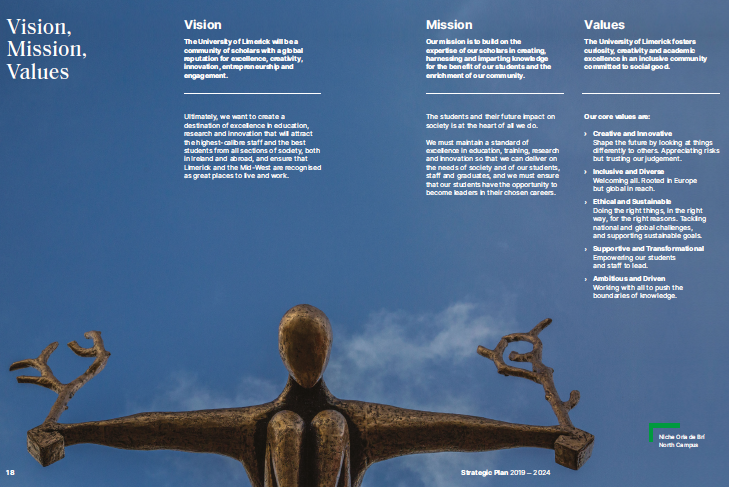 Vision,
Mission,
Values
Vision
The University of Limerick will be a
community of scholars with a global
reputation for excellence, creativity,
innovation, entrepreneurship and
engagement.
Ultimately, we want to create a
destination of excellence in education,
research and innovation that will attract
the highest-calibre staff and the best
students from all sections of society, both
in Ireland and abroad, and ensure that
Limerick and the Mid-West are recognised
as great places to live and work.
Mission
Our mission is to build on the
expertise of our scholars in creating,
harnessing and imparting knowledge
for the benefit of our students and the
enrichment of our community.
The students and their future impact on
society is at the heart of all we do.
We must maintain a standard of
excellence in education, training, research
and innovation so that we can deliver on
the needs of society and of our students,
staff and graduates, and we must ensure
that our students have the opportunity to
become leaders in their chosen careers.
Values
The University of Limerick fosters
curiosity, creativity and academic
excellence in an inclusive community
committed to social good.
Our core values are:
› Creative and Innovative
Shape the future by looking at things
differently to others. Appreciating risks
but trusting our judgement.
› Inclusive and Diverse
Welcoming all. Rooted in Europe
but global in reach.
› Ethical and Sustainable
Doing the right things, in the right
way, for the right reasons. Tackling
national and global challenges,
and supporting sustainable goals.
› Supportive and Transformational
Empowering our students
and staff to lead.
› Ambitious and Driven
Working with all to push the
boundaries of knowledge.
North Campus
18
Strategic Plan 2019 – 2024